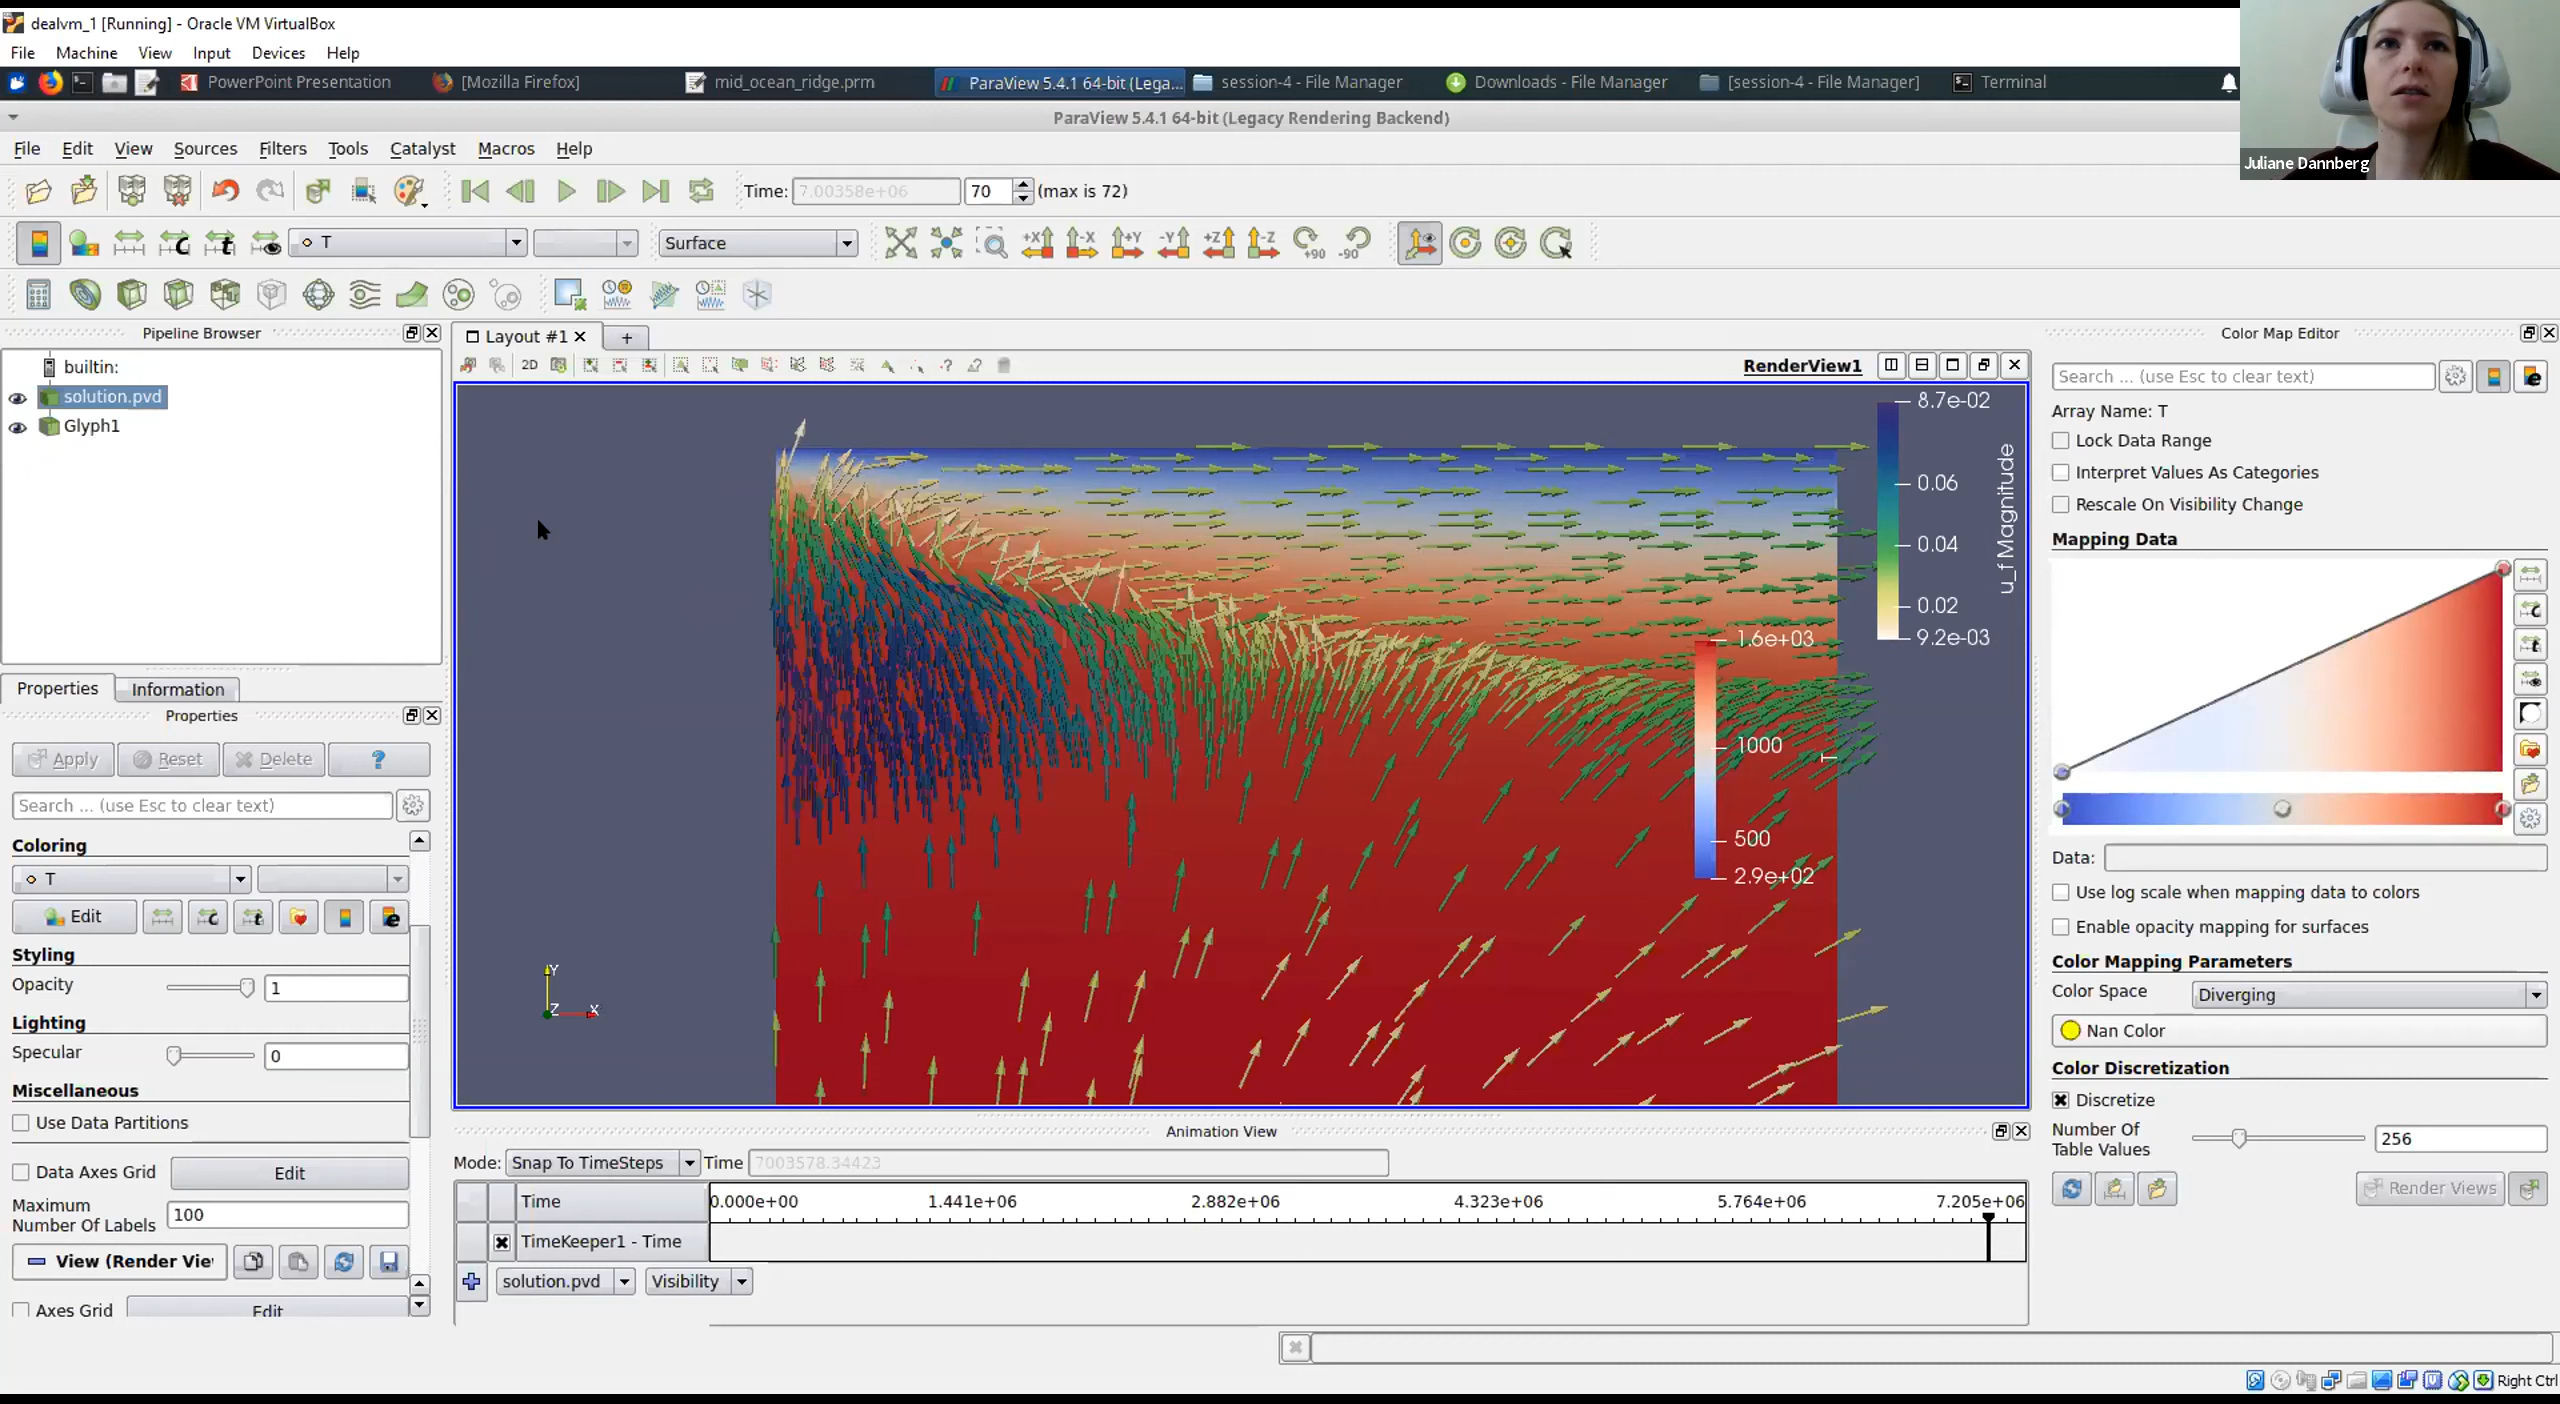 dealvm_1 [Running] - Oracle VM VirtualBox
File Machine View Input Devices Help
PowerPoint Presentation [Mozilla Firefox] mid_ocean_ridge.prm ParaView 5.4.1 64-bit (Lega... session-4 - File Manager Downloads - File Manager [session-4 - File Manager] Terminal
ParaView 5.4.1 64-bit (Legacy Rendering Backend)
Juliane Dannberg
File Edit View Sources Filters Tools Catalyst Macros Help
Time: 7.00358e+06 70 (max is 72)
T Surface +X -X +Y -Y +Z -Z +90 -90
Pipeline Browser
builtin:
solution.pvd
Glyph1
Properties Information
Properties
Apply Reset Delete ?
Search ... (use Esc to clear text)
Coloring
T
Edit
Styling
Opacity 1
Lighting
Specular 0
Miscellaneous
Use Data Partitions
Data Axes Grid Edit
Maximum
Number Of Labels 100
View (Render Vie
Axes Grid Edit
Layout #1 +
2D RenderView1
8.7e-02
0.06
0.04
0.02
9.2e-03
u_f Magnitude
1.6e+03
1000
500
2.9e+02
Y
Z X
Animation View
Mode: Snap To TimeSteps Time 7003578.34423
Time 0.000e+00 1.441e+06 2.882e+06 4.323e+06 5.764e+06 7.205e+06
TimeKeeper1 - Time
solution.pvd Visibility
Color Map Editor
Search ... (use Esc to clear text)
Array Name: T
Lock Data Range
Interpret Values As Categories
Rescale On Visibility Change
Mapping Data
Data:
Use log scale when mapping data to colors
Enable opacity mapping for surfaces
Color Mapping Parameters
Color Space Diverging
Nan Color
Color Discretization
Discretize
Number Of
Table Values 256
Render Views
Right Ctrl